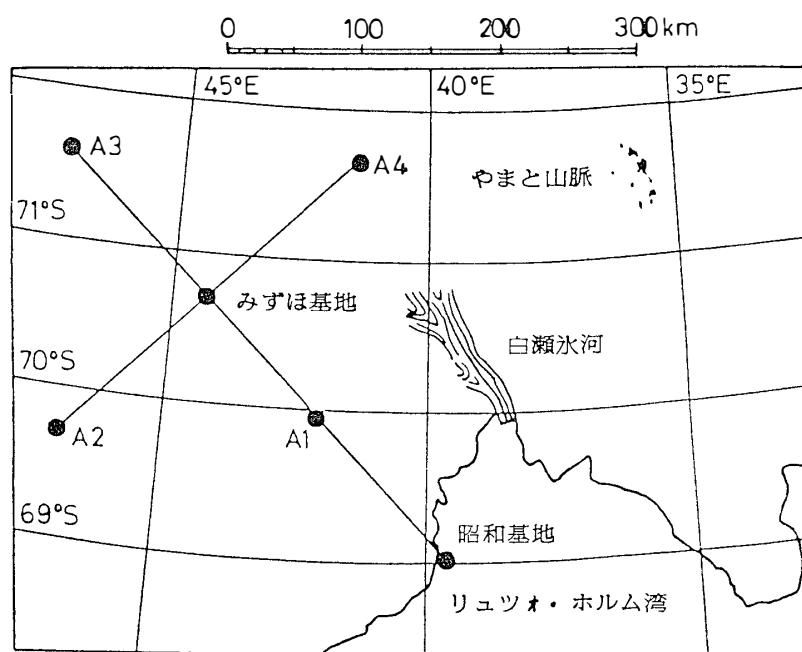 0 100 200 300km
45°E 40°E 35°E
A3 A4 やまと山脈
71°S
みずほ基地
白瀬氷河
70°S
A2 A1
69°S
昭和基地
リュツォ・ホルム湾